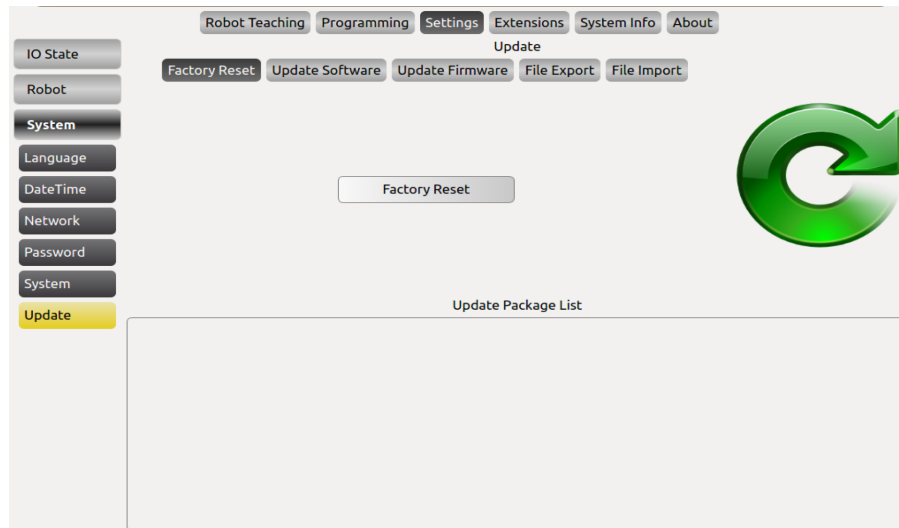 Robot Teaching Programming Settings Extensions System Info About
Update
Factory Reset Update Software Update Firmware File Export File Import
IO State
Robot
System
Language
DateTime
Network
Password
System
Update
Factory Reset
Update Package List